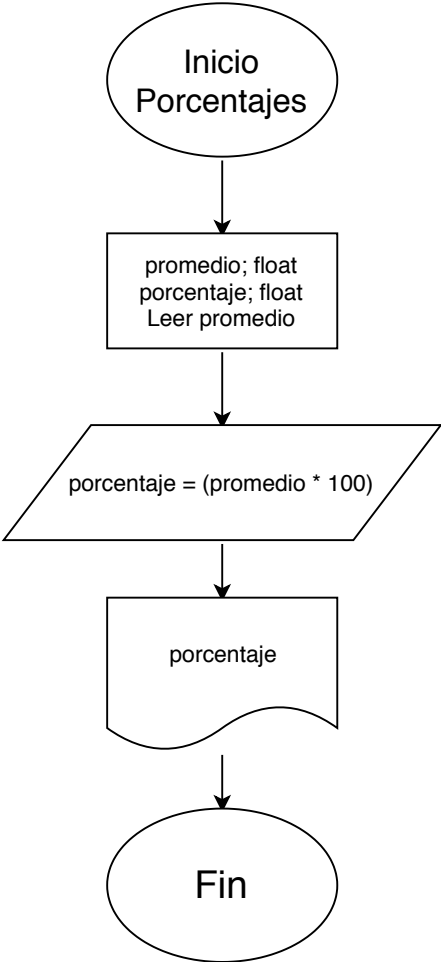 Inicio
Porcentajes
promedio; float
porcentaje; float
Leer promedio
porcentaje = (promedio * 100)
porcentaje
Fin